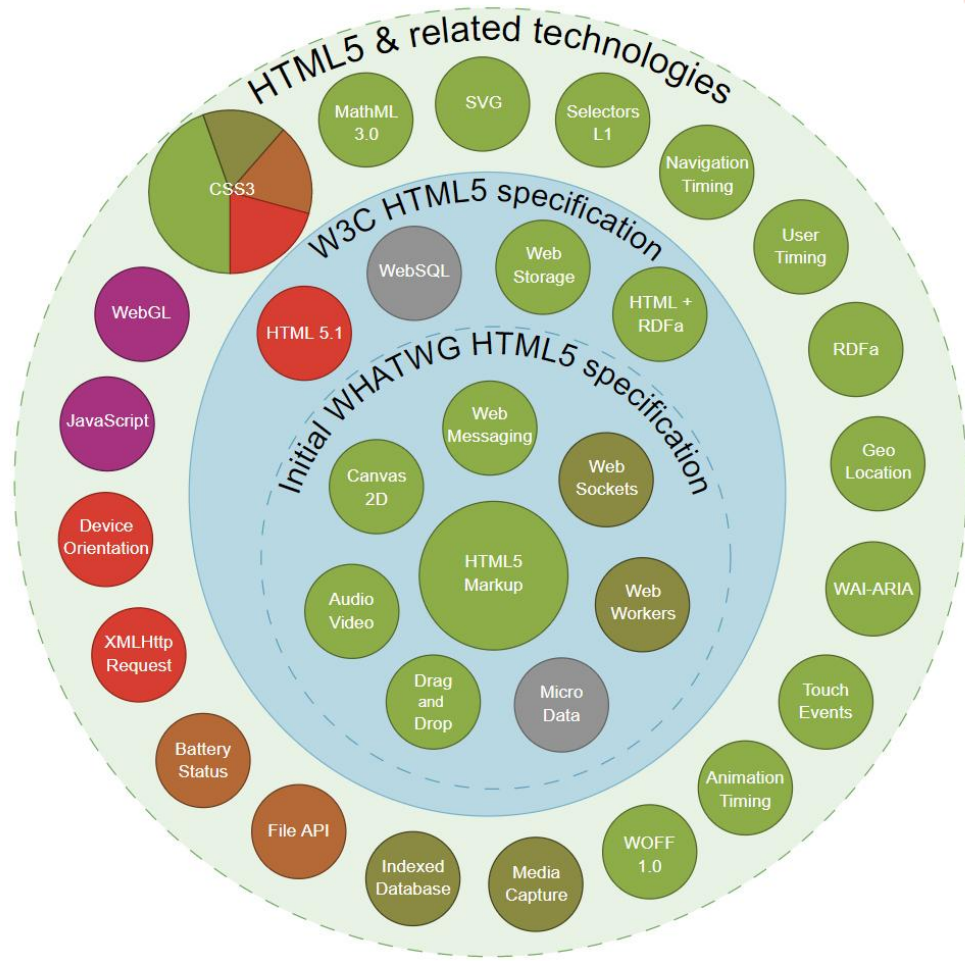 HTML5 & related technologies
MathML
3.0
SVG
Selectors
L1
Navigation
Timing
User
Timing
RDFa
Geo
Location
WAI-ARIA
Touch
Events
Animation
Timing
WOFF
1.0
Media
Capture
Indexed
Database
File API
Battery
Status
XMLHttp
Request
Device
Orientation
JavaScript
WebGL
CSS3
W3C HTML5 specification
HTML 5.1
WebSQL
Web
Storage
HTML +
RDFa
Initial WHATWG HTML5 specification
Web
Messaging
Web
Sockets
Web
Workers
Micro
Data
Drag
and
Drop
Audio
Video
Canvas
2D
HTML5
Markup